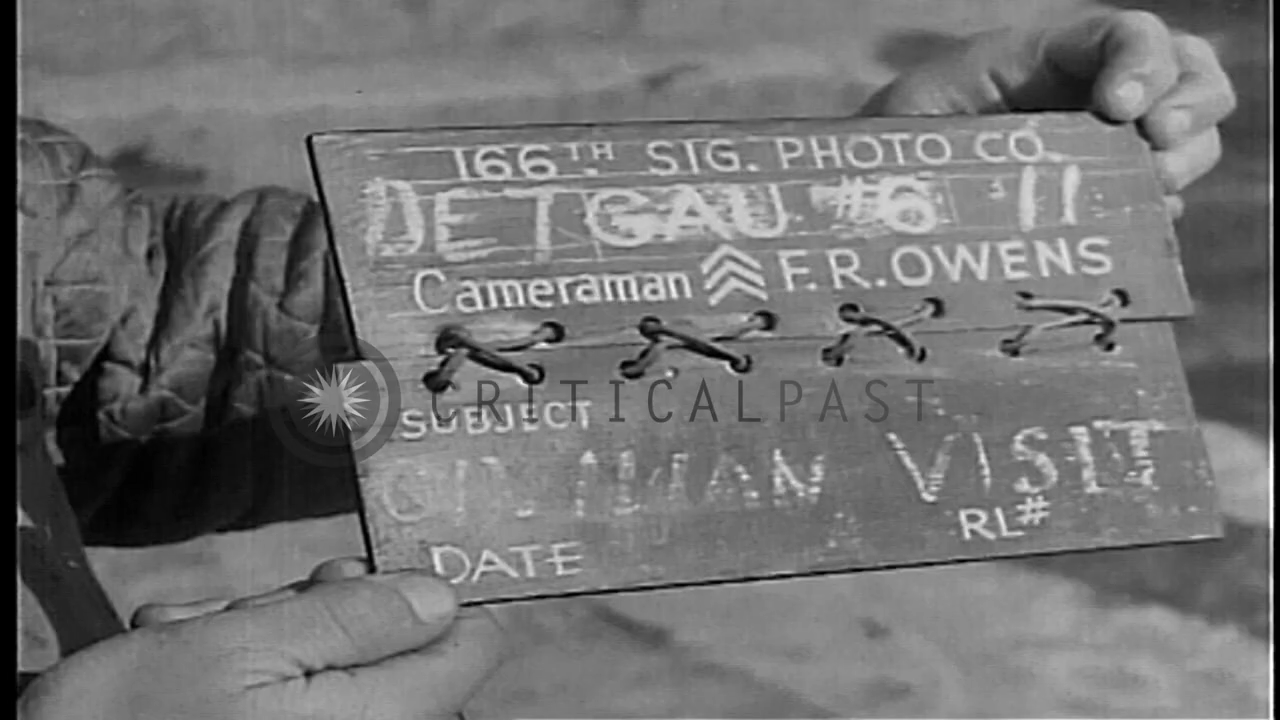 166TH SIG. PHOTO CO.
DET GAU #6 11
Cameraman F.R. OWENS
CRITICALPAST
SUBJECT
VISIT
RL#
DATE